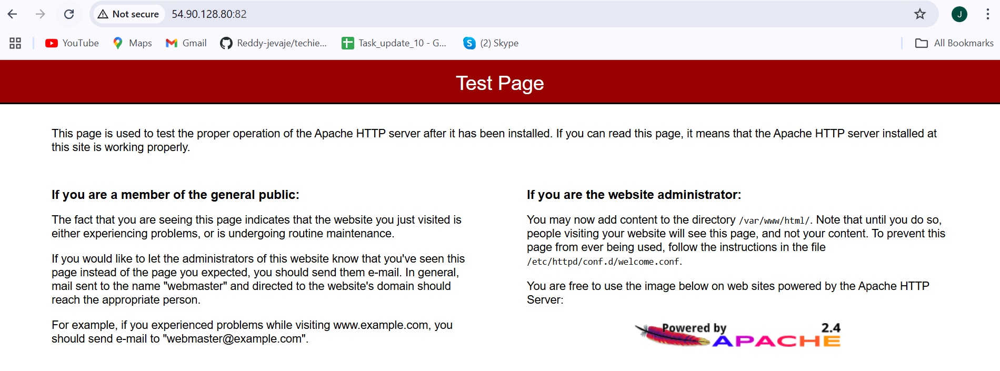 Not secure 54.90.128.80:82 J
YouTube Maps Gmail Reddy-jevaje/techie... Task_update_10 - G... S (2) Skype All Bookmarks
Test Page
This page is used to test the proper operation of the Apache HTTP server after it has been installed. If you can read this page, it means that the Apache HTTP server installed at
this site is working properly.
If you are a member of the general public:
The fact that you are seeing this page indicates that the website you just visited is
either experiencing problems, or is undergoing routine maintenance.
If you would like to let the administrators of this website know that you've seen this
page instead of the page you expected, you should send them e-mail. In general,
mail sent to the name "webmaster" and directed to the website's domain should
reach the appropriate person.
For example, if you experienced problems while visiting www.example.com, you
should send e-mail to "webmaster@example.com".
If you are the website administrator:
You may now add content to the directory /var/www/html/. Note that until you do so,
people visiting your website will see this page, and not your content. To prevent this
page from ever being used, follow the instructions in the file
/etc/httpd/conf.d/welcome.conf.
You are free to use the image below on web sites powered by the Apache HTTP
Server:
Powered by 2.4
APACHE